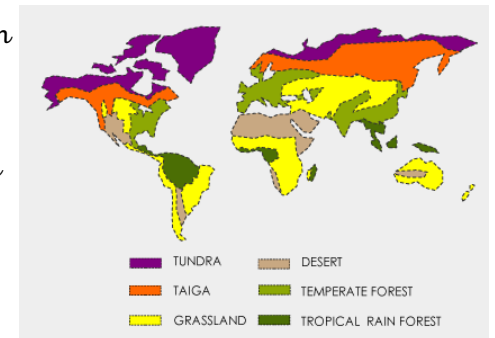 TUNDRA DESERT
TAIGA TEMPERATE FOREST
GRASSLAND TROPICAL RAIN FOREST